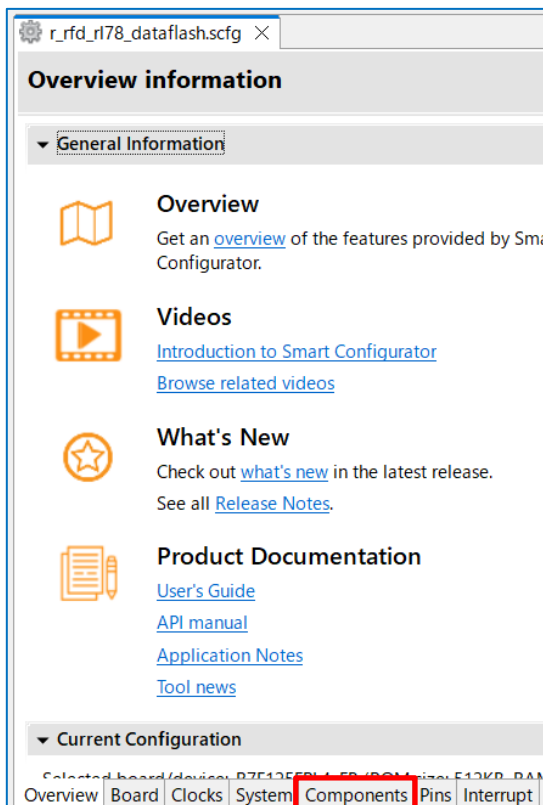 r_rfd_rl78_dataflash.scfg
Overview information
General Information
Overview
Get an overview of the features provided by Sma
Configurator.
Videos
Introduction to Smart Configurator
Browse related videos
What's New
Check out what's new in the latest release.
See all Release Notes.
Product Documentation
User's Guide
API manual
Application Notes
Tool news
Current Configuration
Selected board/device:
Overview Board Clocks System Components Pins Interrupt